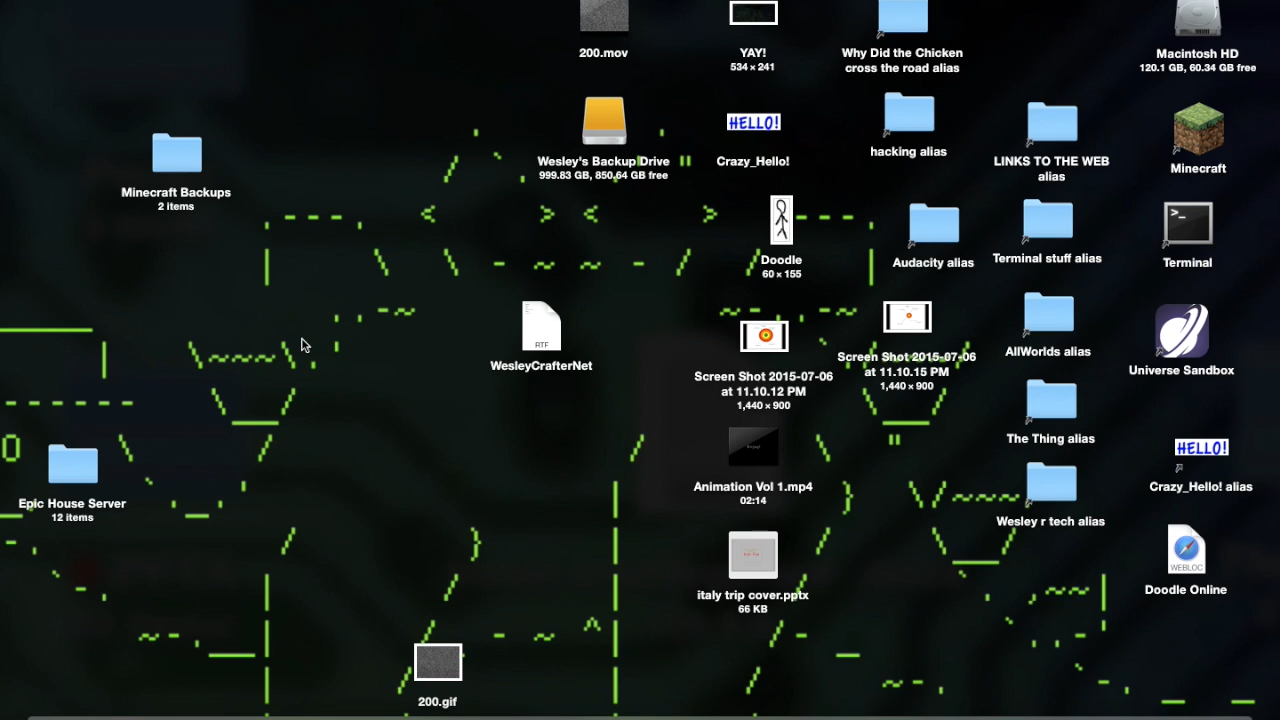 200.mov
YAY!
534 × 241
Why Did the Chicken
cross the road alias
Macintosh HD
120.1 GB, 60.34 GB free
Minecraft Backups
2 items
Wesley's Backup Drive
999.83 GB, 850.64 GB free
HELLO!
Crazy_Hello!
hacking alias
LINKS TO THE WEB
alias
Minecraft
Doodle
60 × 155
Audacity alias
Terminal stuff alias
>_
Terminal
RTF
WesleyCrafterNet
Screen Shot 2015-07-06
at 11.10.12 PM
1,440 × 900
Screen Shot 2015-07-06
at 11.10.15 PM
1,440 × 900
AllWorlds alias
Universe Sandbox
The Thing alias
HELLO!
Crazy_Hello! alias
Epic House Server
12 items
Animation Vol 1.mp4
02:14
Wesley r tech alias
italy trip cover.pptx
66 KB
WEBLOC
Doodle Online
200.gif